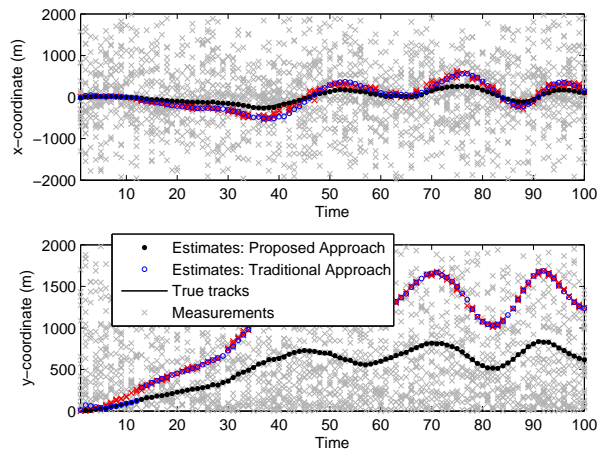 2000
1000
0
−1000
−2000
x−coordinate (m)
10 20 30 40 50 60 70 80 90 100
Time
2000
1500
1000
500
0
y−coordinate (m)
Estimates: Proposed Approach
Estimates: Traditional Approach
True tracks
Measurements
10 20 30 40 50 60 70 80 90 100
Time